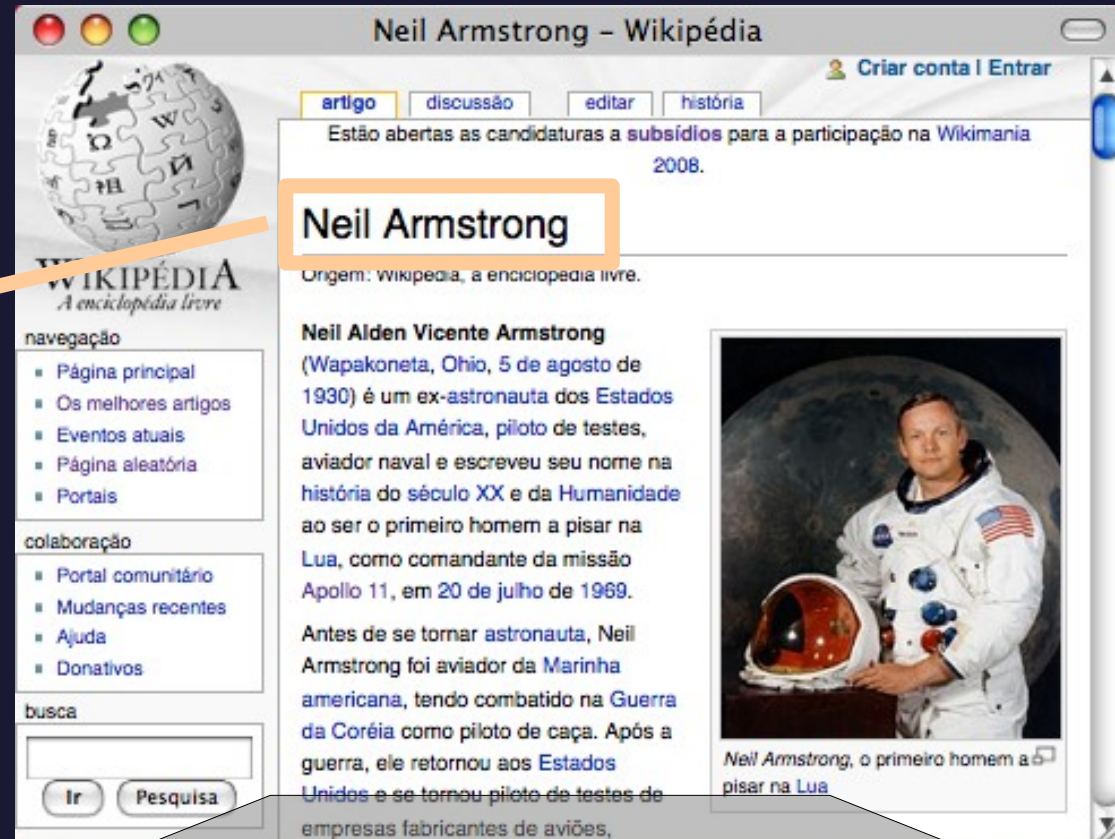 Neil Armstrong – Wikipédia
Criar conta | Entrar
artigo discussão editar história
Estão abertas as candidaturas a subsídios para a participação na Wikimania
2008.
Neil Armstrong
Origem: Wikipédia, a enciclopédia livre.
WIKIPÉDIA
A enciclopédia livre
navegação
Página principal
Os melhores artigos
Eventos atuais
Página aleatória
Portais
colaboração
Portal comunitário
Mudanças recentes
Ajuda
Donativos
busca
Ir Pesquisa
Neil Alden Vicente Armstrong
(Wapakoneta, Ohio, 5 de agosto de
1930) é um ex-astronauta dos Estados
Unidos da América, piloto de testes,
aviador naval e escreveu seu nome na
história do século XX e da Humanidade
ao ser o primeiro homem a pisar na
Lua, como comandante da missão
Apollo 11, em 20 de julho de 1969.
Antes de se tornar astronauta, Neil
Armstrong foi aviador da Marinha
americana, tendo combatido na Guerra
da Coréia como piloto de caça. Após a
guerra, ele retornou aos Estados
Unidos e se tornou piloto de testes de
empresas fabricantes de aviões,
Neil Armstrong, o primeiro homem a
pisar na Lua